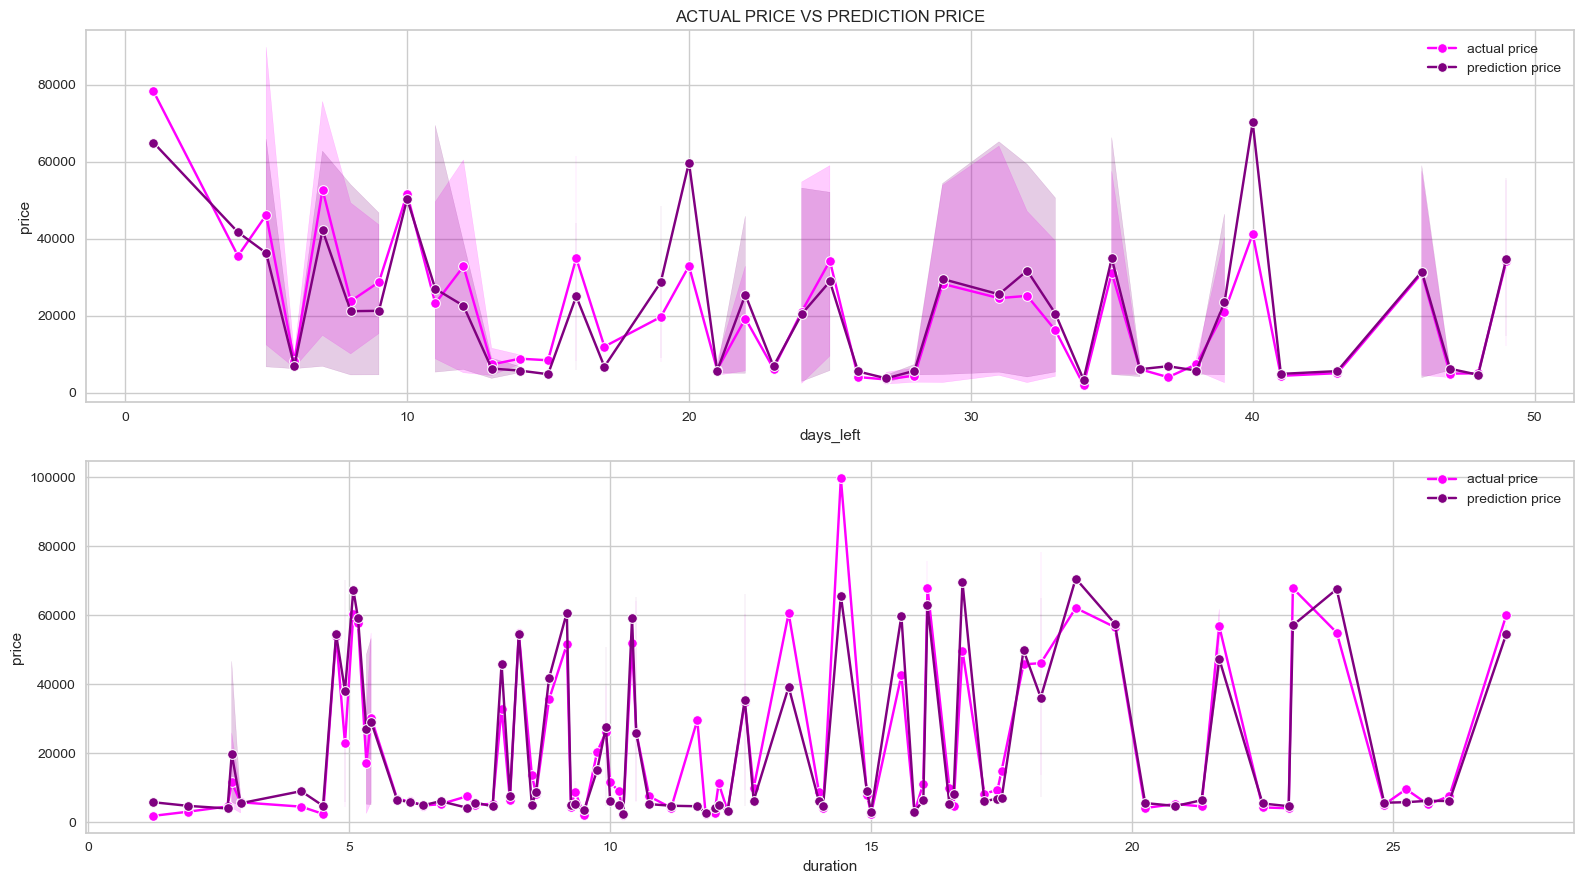 ACTUAL PRICE VS PREDICTION PRICE
actual price
prediction price
80000
60000
40000
20000
0
price
0 10 20 30 40 50
days_left
actual price
prediction price
100000
80000
60000
40000
20000
0
price
0 5 10 15 20 25
duration